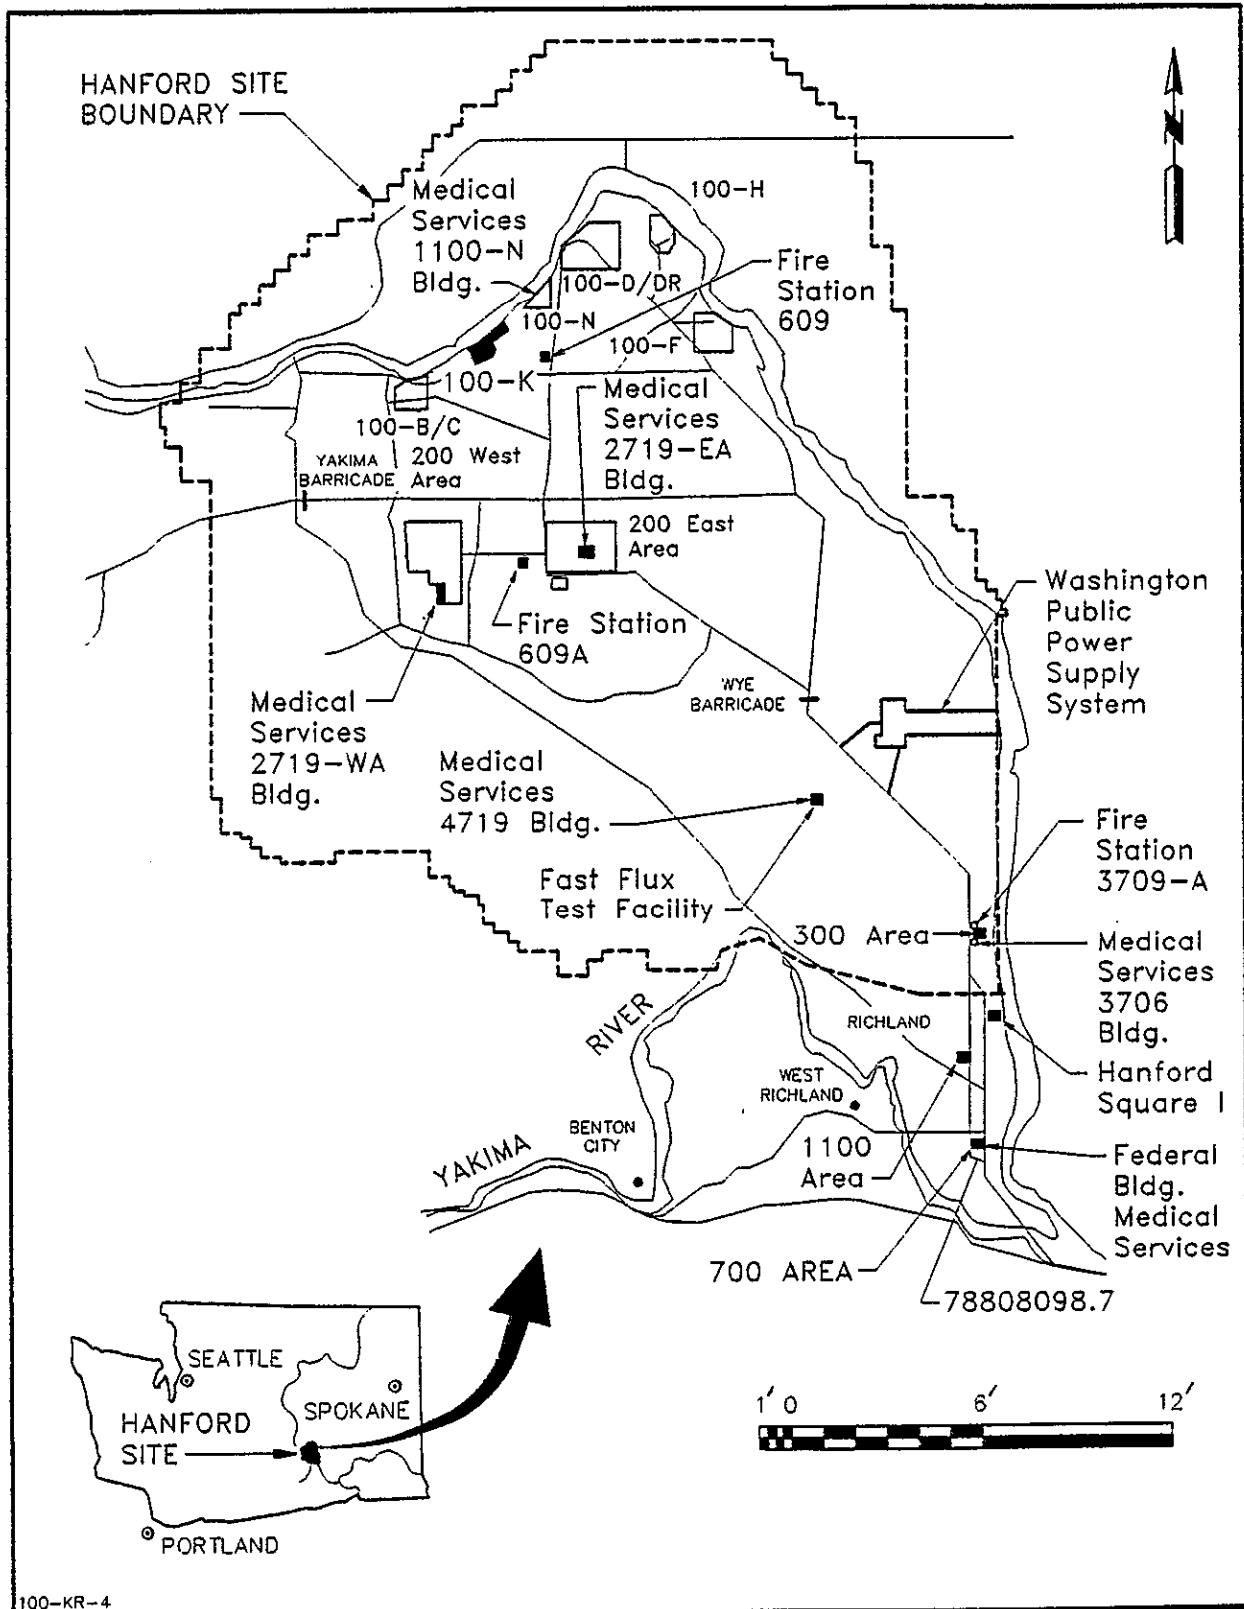 HANFORD SITE
BOUNDARY
N
Medical
Services
1100-N
Bldg.
100-H
100-D/DR
100-N
Fire
Station
609
100-F
100-K
100-B/C
Medical
Services
2719-EA
Bldg.
YAKIMA
BARRICADE
200 West
Area
200 East
Area
Fire Station
609A
Washington
Public
Power
Supply
System
WYE
BARRICADE
Medical
Services
2719-WA
Bldg.
Medical
Services
4719 Bldg.
Fast Flux
Test Facility
Fire
Station
3709-A
300 Area
Medical
Services
3706
Bldg.
RIVER
RICHLAND
WEST
RICHLAND
Hanford
Square I
BENTON
CITY
YAKIMA
1100
Area
Federal
Bldg.
Medical
Services
700 AREA
78808098.7
SEATTLE
SPOKANE
HANFORD
SITE
PORTLAND
1' 0 6' 12'
100-KR-4